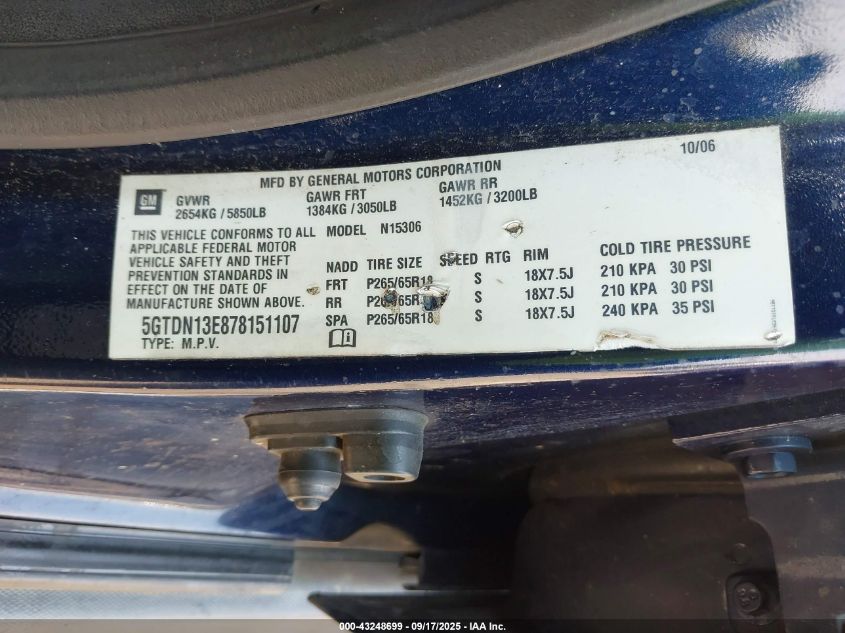 MFD BY GENERAL MOTORS CORPORATION 10/06
GM
GVWR GAWR FRT GAWR RR
2654KG / 5850LB 1384KG / 3050LB 1452KG / 3200LB
THIS VEHICLE CONFORMS TO ALL
APPLICABLE FEDERAL MOTOR
VEHICLE SAFETY AND THEFT
PREVENTION STANDARDS IN
EFFECT ON THE DATE OF
MANUFACTURE SHOWN ABOVE.
5GTDN13E878151107
TYPE: M.P.V.
MODEL N15306
NADD TIRE SIZE SPEED RTG RIM COLD TIRE PRESSURE
FRT P265/65R18 S 18X7.5J 210 KPA 30 PSI
RR P265/65R18 S 18X7.5J 210 KPA 30 PSI
SPA P265/65R18 S 18X7.5J 240 KPA 35 PSI
000-43248699 - 09/17/2025 - IAA Inc.